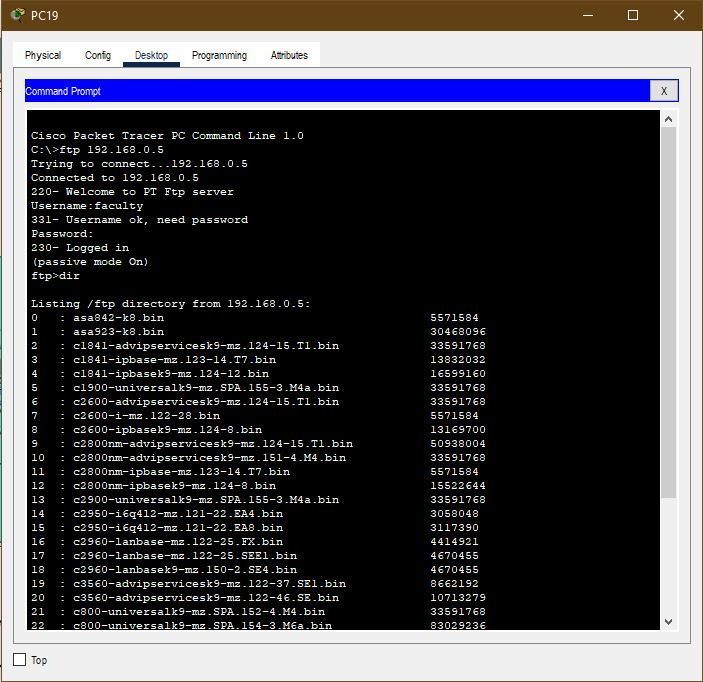 PC19
Physical Config Desktop Programming Attributes
Command Prompt X
Cisco Packet Tracer PC Command Line 1.0
C:\>ftp 192.168.0.5
Trying to connect...192.168.0.5
Connected to 192.168.0.5
220- Welcome to PT Ftp server
Username:faculty
331- Username ok, need password
Password:
230- Logged in
(passive mode On)
ftp>dir
Listing /ftp directory from 192.168.0.5:
0 : asa842-k8.bin 5571584
1 : asa923-k8.bin 30468096
2 : c1841-advipservicesk9-mz.124-15.T1.bin 33591768
3 : c1841-ipbase-mz.123-14.T7.bin 13832032
4 : c1841-ipbasek9-mz.124-12.bin 16599160
5 : c1900-universalk9-mz.SPA.155-3.M4a.bin 33591768
6 : c2600-advipservicesk9-mz.124-15.T1.bin 33591768
7 : c2600-i-mz.122-28.bin 5571584
8 : c2600-ipbasek9-mz.124-8.bin 13169700
9 : c2800nm-advipservicesk9-mz.124-15.T1.bin 50938004
10 : c2800nm-advipservicesk9-mz.151-4.M4.bin 33591768
11 : c2800nm-ipbase-mz.123-14.T7.bin 5571584
12 : c2800nm-ipbasek9-mz.124-8.bin 15522644
13 : c2900-universalk9-mz.SPA.155-3.M4a.bin 33591768
14 : c2950-i6q4l2-mz.121-22.EA4.bin 3058048
15 : c2950-i6q4l2-mz.121-22.EA8.bin 3117390
16 : c2960-lanbase-mz.122-25.FX.bin 4414921
17 : c2960-lanbase-mz.122-25.SEE1.bin 4670455
18 : c2960-lanbasek9-mz.150-2.SE4.bin 4670455
19 : c3560-advipservicesk9-mz.122-37.SE1.bin 8662192
20 : c3560-advipservicesk9-mz.122-46.SE.bin 10713279
21 : c800-universalk9-mz.SPA.152-4.M4.bin 33591768
22 : c800-universalk9-mz.SPA.154-3.M6a.bin 83029236
Top